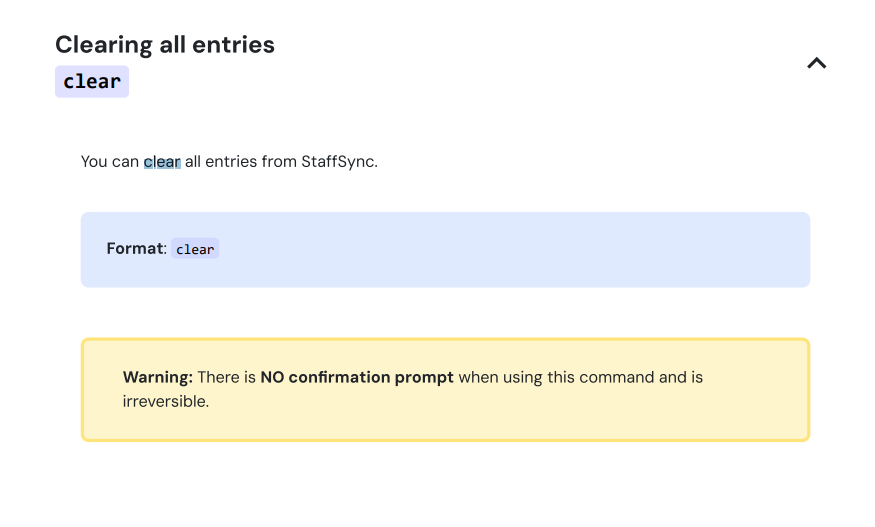 Clearing all entries
clear
You can clear all entries from StaffSync.
Format: clear
Warning: There is NO confirmation prompt when using this command and is
irreversible.